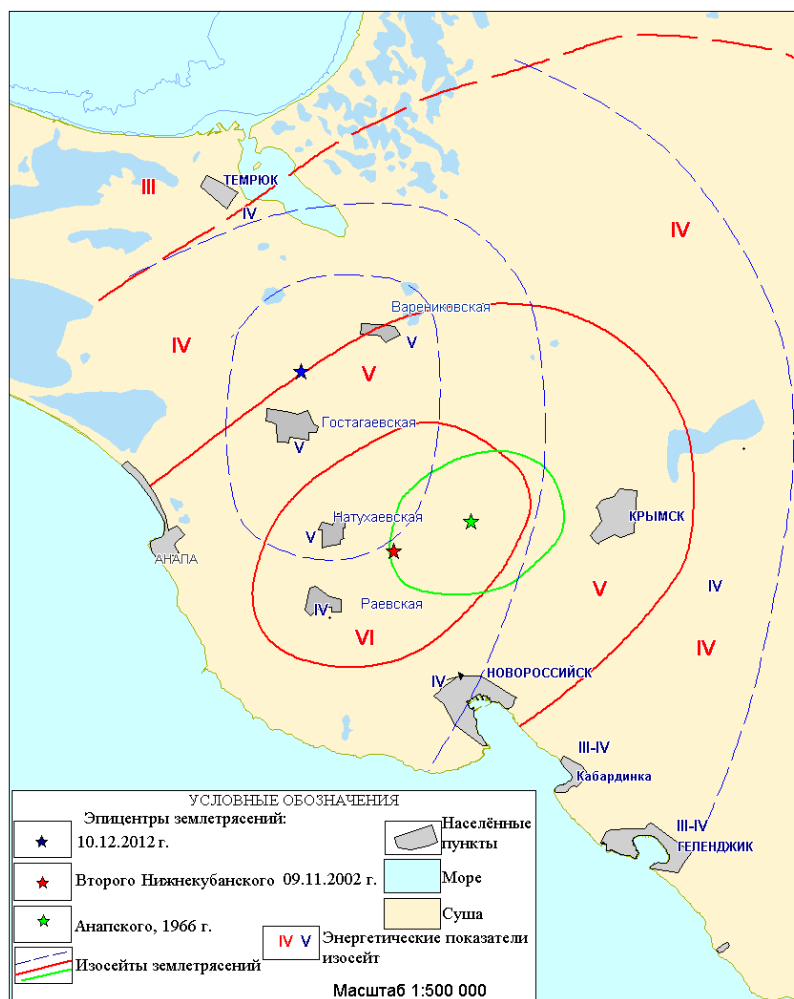 III
ТЕМРЮК
IV
IV
Варениковская
IV
V
V
Гостагаевская
V
Натухаевская
V
КРЫМСК
АНАПА
Раевская
IV
V
IV
VI
IV
НОВОРОССИЙСК
IV
III-IV
Кабардинка
III-IV
ГЕЛЕНДЖИК
УСЛОВНЫЕ ОБОЗНАЧЕНИЯ
Эпицентры землетрясений:
10.12.2012 г.
Второго Нижнекубанского 09.11.2002 г.
Анапского, 1966 г.
Изосейты землетрясений
Населённые
пункты
Море
Суша
IV V
Энергетические показатели
изосейт
Масштаб 1:500 000